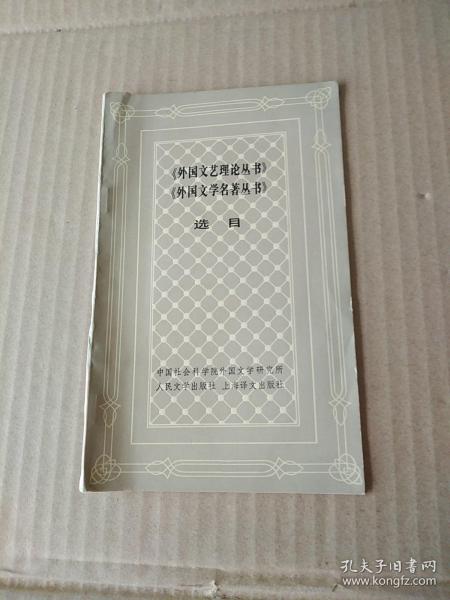 《外国文艺理论丛书》
《外国文学名著丛书》
选目
中国社会科学院外国文学研究所
人民文学出版社 上海译文出版社
孔夫子旧书网
www.kongfz.com